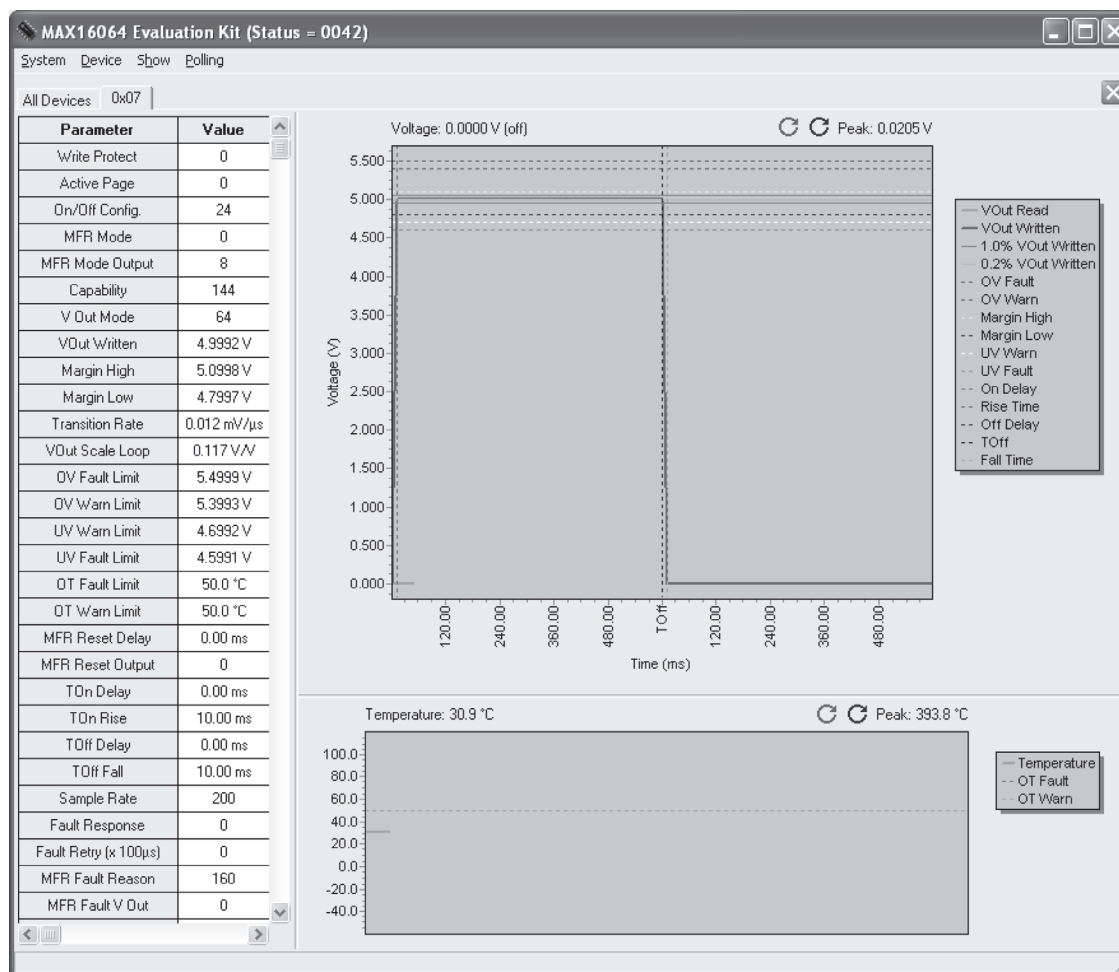 MAX16064 Evaluation Kit (Status = 0042)
System Device Show Polling
All Devices 0x07
Parameter Value
Write Protect 0
Active Page 0
On/Off Config. 24
MFR Mode 0
MFR Mode Output 8
Capability 144
V Out Mode 64
VOut Written 4.9992 V
Margin High 5.0998 V
Margin Low 4.7997 V
Transition Rate 0.012 mV/µs
VOut Scale Loop 0.117 V/V
OV Fault Limit 5.4999 V
OV Warn Limit 5.3993 V
UV Warn Limit 4.6992 V
UV Fault Limit 4.5991 V
OT Fault Limit 50.0 °C
OT Warn Limit 50.0 °C
MFR Reset Delay 0.00 ms
MFR Reset Output 0
TOn Delay 0.00 ms
TOn Rise 10.00 ms
TOff Delay 0.00 ms
TOff Fall 10.00 ms
Sample Rate 200
Fault Response 0
Fault Retry (x 100µs) 0
MFR Fault Reason 160
MFR Fault V Out 0
Voltage: 0.0000 V (off) Peak: 0.0205 V
Voltage (V)
5.500
5.000
4.500
4.000
3.500
3.000
2.500
2.000
1.500
1.000
0.500
0.000
120.00 240.00 360.00 480.00 TOff 120.00 240.00 360.00 480.00
Time (ms)
VOut Read
VOut Written
1.0% VOut Written
0.2% VOut Written
OV Fault
OV Warn
Margin High
Margin Low
UV Warn
UV Fault
On Delay
Rise Time
Off Delay
TOff
Fall Time
Temperature: 30.9 °C Peak: 393.8 °C
100.0
80.0
60.0
40.0
20.0
0.0
-20.0
-40.0
Temperature
OT Fault
OT Warn